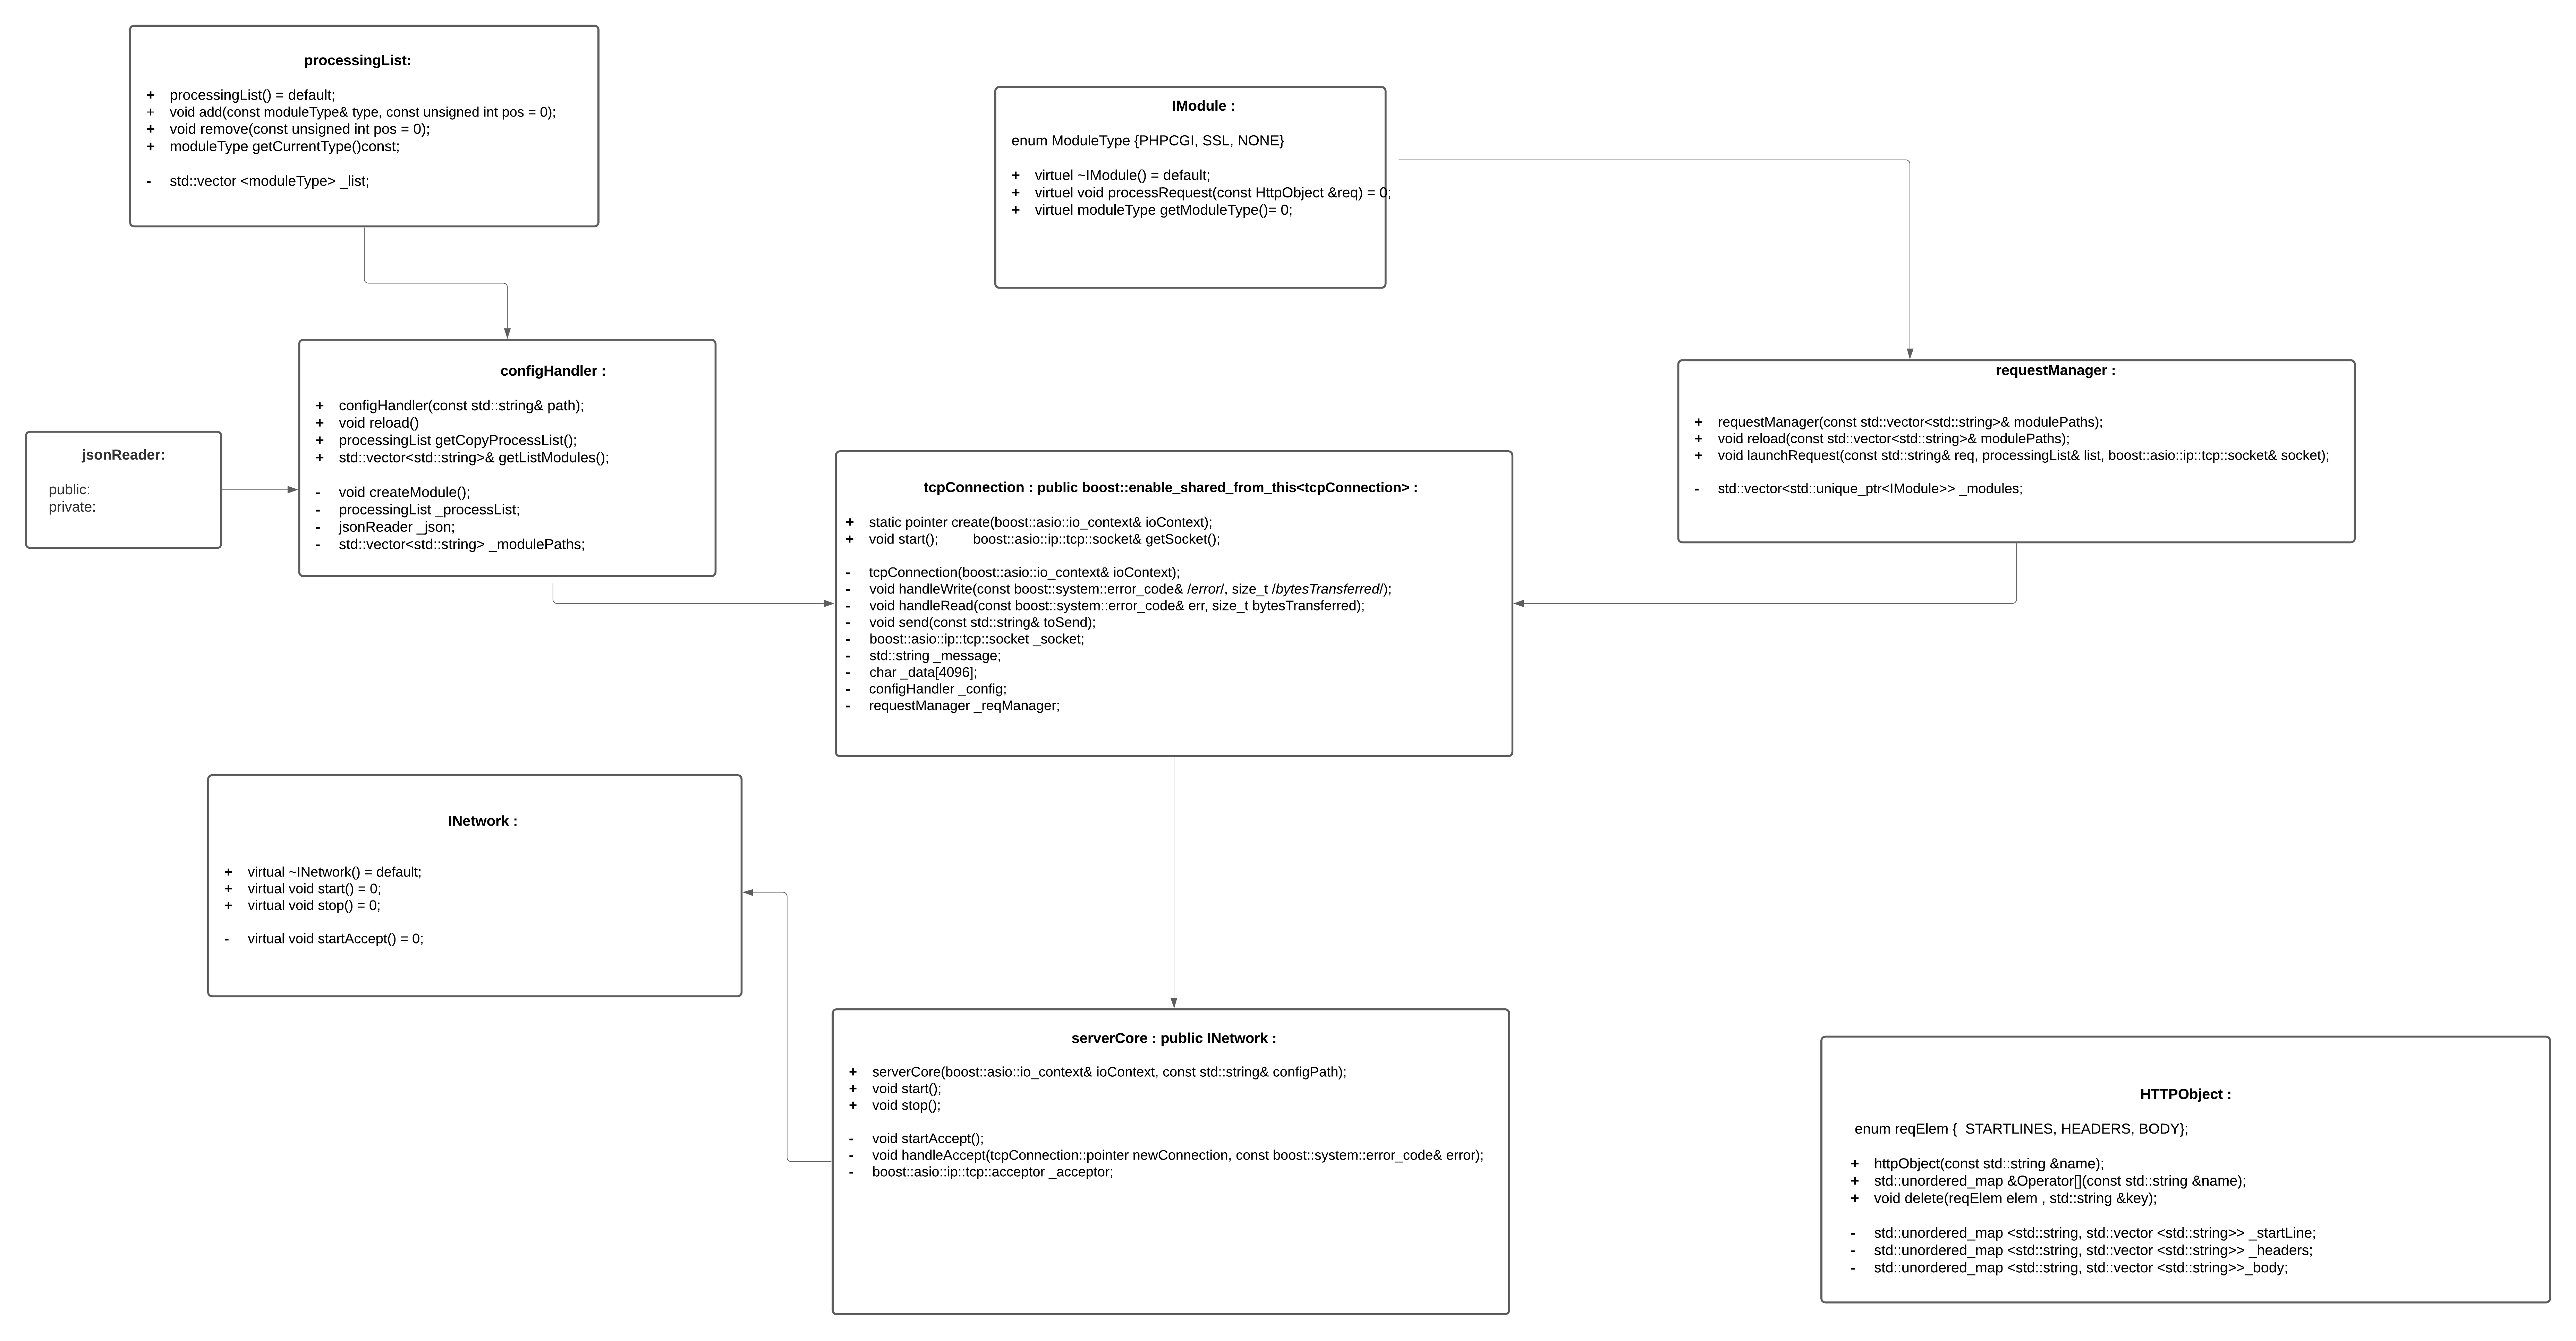 processingList:
+ processingList() = default;
+ void add(const moduleType& type, const unsigned int pos = 0);
+ void remove(const unsigned int pos = 0);
+ moduleType getCurrentType()const;
- std::vector <moduleType> _list;
IModule :
enum ModuleType {PHPCGI, SSL, NONE}
+ virtuel ~IModule() = default;
+ virtuel void processRequest(const HttpObject &req) = 0;
+ virtuel moduleType getModuleType()= 0;
configHandler :
+ configHandler(const std::string& path);
+ void reload()
+ processingList getCopyProcessList();
+ std::vector<std::string>& getListModules();
- void createModule();
- processingList _processList;
- jsonReader _json;
- std::vector<std::string> _modulePaths;
requestManager :
+ requestManager(const std::vector<std::string>& modulePaths);
+ void reload(const std::vector<std::string>& modulePaths);
+ void launchRequest(const std::string& req, processingList& list, boost::asio::ip::tcp::socket& socket);
- std::vector<std::unique_ptr<IModule>> _modules;
jsonReader:
public:
private:
tcpConnection : public boost::enable_shared_from_this<tcpConnection> :
+ static pointer create(boost::asio::io_context& ioContext);
+ void start(); boost::asio::ip::tcp::socket& getSocket();
- tcpConnection(boost::asio::io_context& ioContext);
- void handleWrite(const boost::system::error_code& /error/, size_t /bytesTransferred/);
- void handleRead(const boost::system::error_code& err, size_t bytesTransferred);
- void send(const std::string& toSend);
- boost::asio::ip::tcp::socket _socket;
- std::string _message;
- char _data[4096];
- configHandler _config;
- requestManager _reqManager;
INetwork :
+ virtual ~INetwork() = default;
+ virtual void start() = 0;
+ virtual void stop() = 0;
- virtual void startAccept() = 0;
serverCore : public INetwork :
+ serverCore(boost::asio::io_context& ioContext, const std::string& configPath);
+ void start();
+ void stop();
- void startAccept();
- void handleAccept(tcpConnection::pointer newConnection, const boost::system::error_code& error);
- boost::asio::ip::tcp::acceptor _acceptor;
HTTPObject :
enum reqElem { STARTLINES, HEADERS, BODY};
+ httpObject(const std::string &name);
+ std::unordered_map &Operator[](const std::string &name);
+ void delete(reqElem elem , std::string &key);
- std::unordered_map <std::string, std::vector <std::string>> _startLine;
- std::unordered_map <std::string, std::vector <std::string>> _headers;
- std::unordered_map <std::string, std::vector <std::string>>_body;